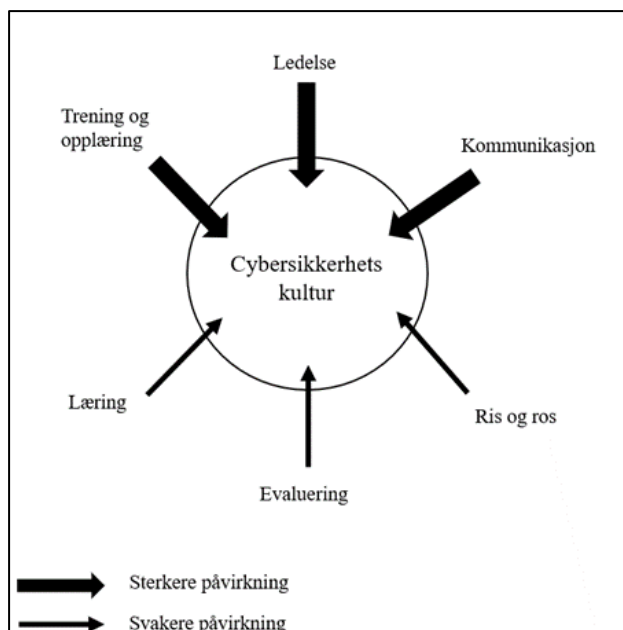 Ledelse
Trening og
opplæring
Kommunikasjon
Cybersikkerhets
kultur
Læring
Ris og ros
Evaluering
Sterkere påvirkning
Svakere påvirkning